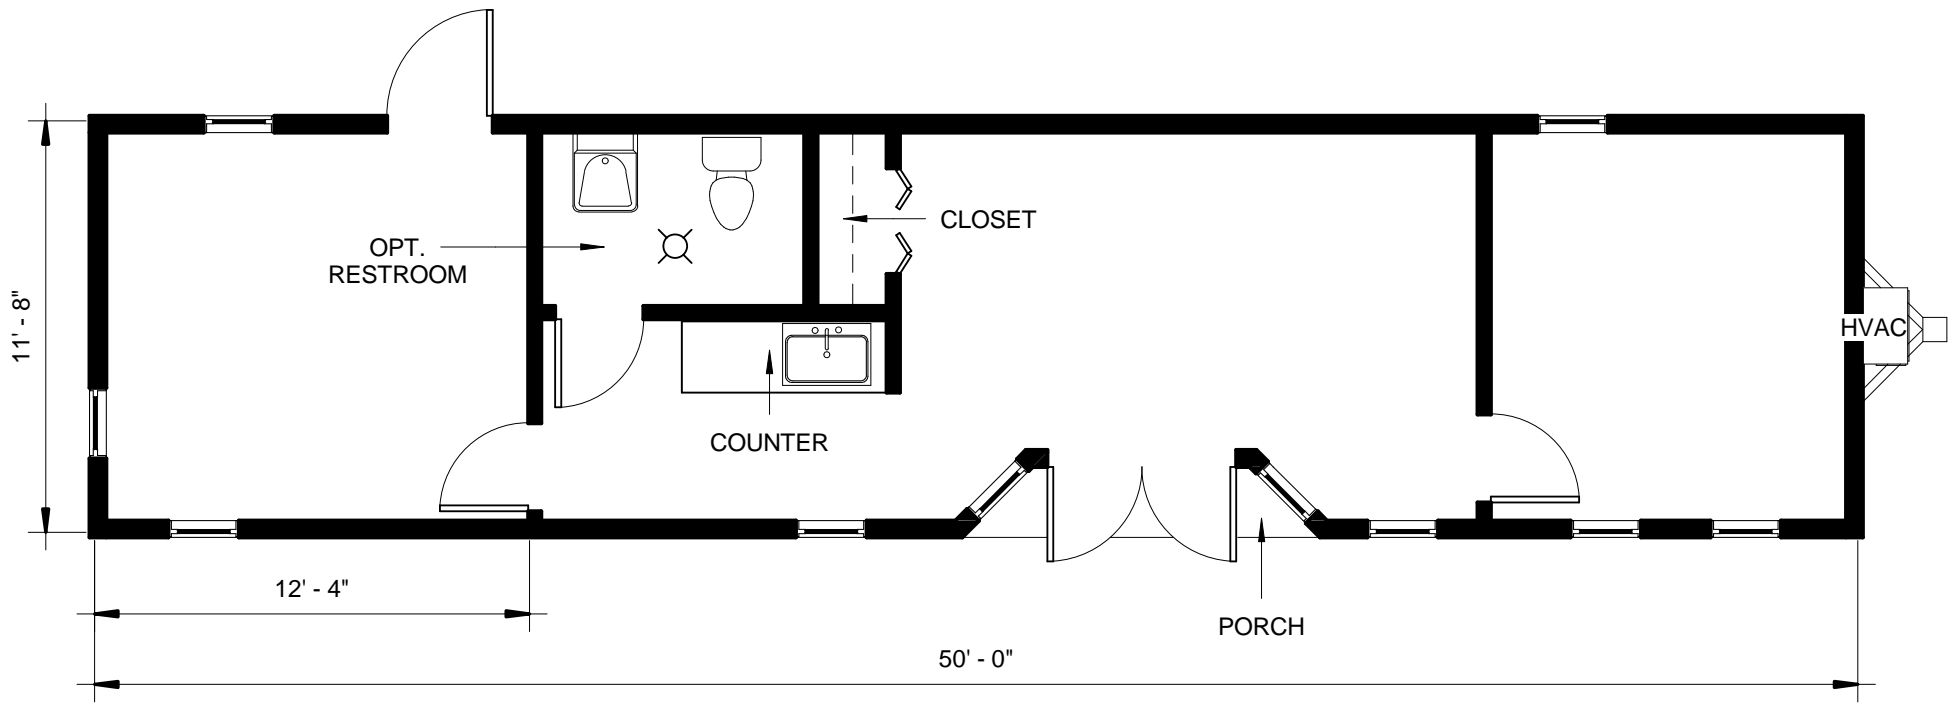 CLOSET
OPT.
RESTROOM
11' - 8"
HVAC
COUNTER
12' - 4"
PORCH
50' - 0"